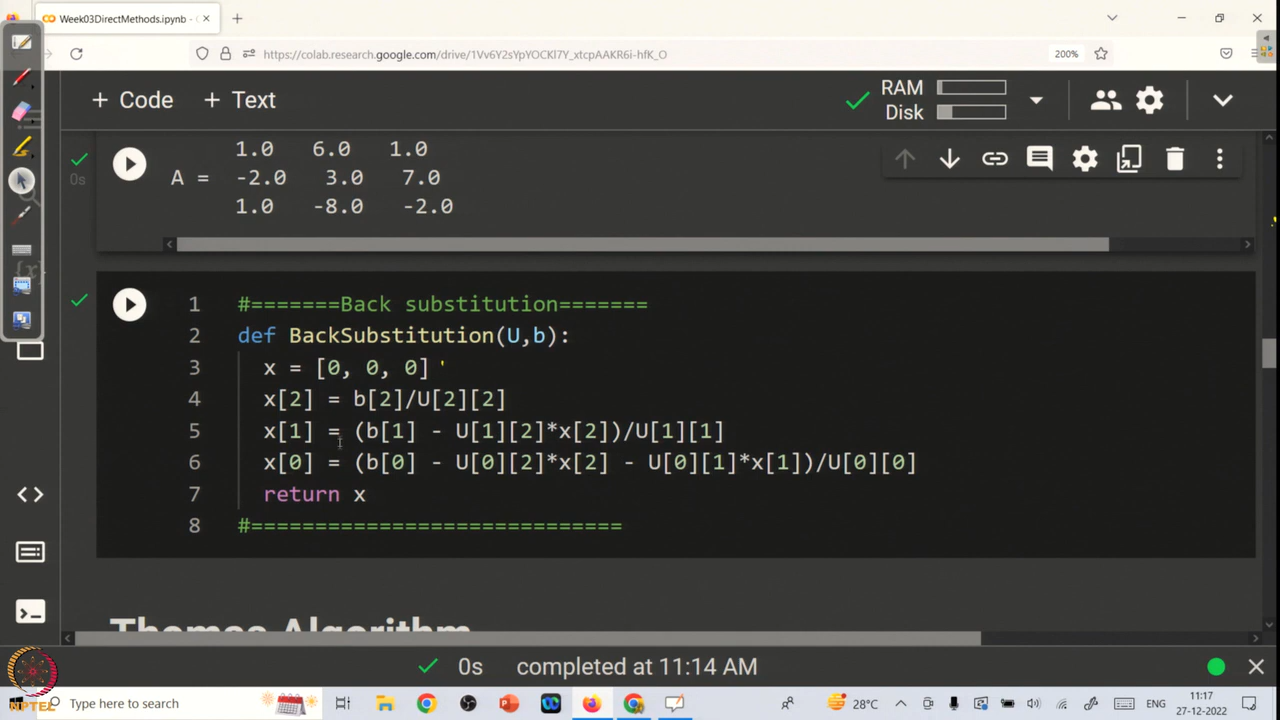 Week03DirectMethods.ipynb -
https://colab.research.google.com/drive/1Vv6Y2sYpYOCKl7Y_xtcpAAKR6i-hfK_O
200%
+ Code + Text
RAM
Disk
1.0 6.0 1.0
A = -2.0 3.0 7.0
1.0 -8.0 -2.0
0s
1 #=======Back substitution=======
2 def BackSubstitution(U,b):
3 x = [0, 0, 0]
4 x[2] = b[2]/U[2][2]
5 x[1] = (b[1] - U[1][2]*x[2])/U[1][1]
6 x[0] = (b[0] - U[0][2]*x[2] - U[0][1]*x[1])/U[0][0]
7 return x
8 #===========================
{x}
Thomas Algorithm
0s completed at 11:14 AM
NPTEL
Type here to search
28°C
ENG
11:17
27-12-2022